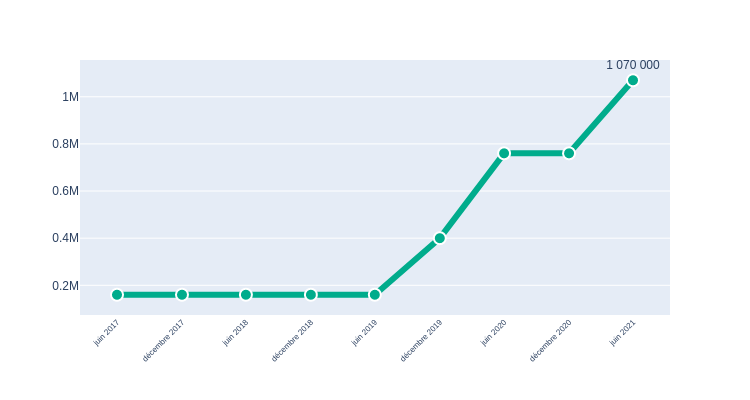 1 070 000
1M
0.8M
0.6M
0.4M
0.2M
juin 2017
décembre 2017
juin 2018
décembre 2018
juin 2019
décembre 2019
juin 2020
décembre 2020
juin 2021